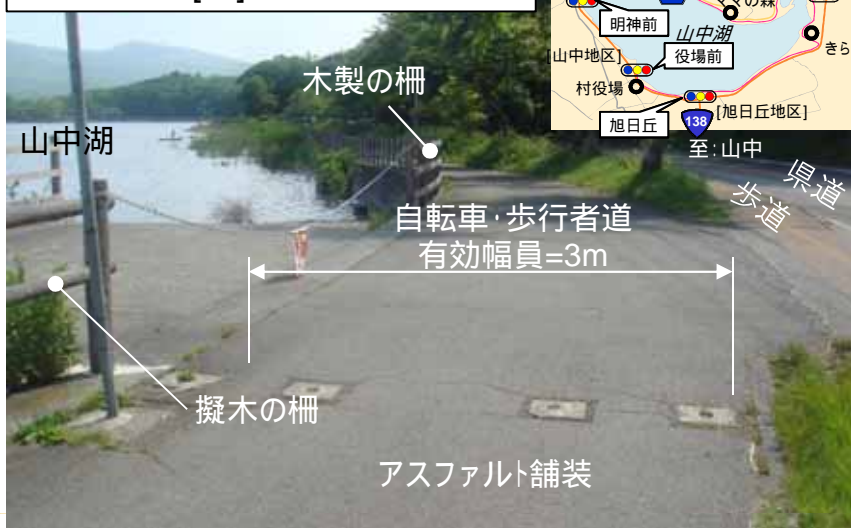 明神前
山中湖
[山中地区]
役場前
村役場
きら
旭日丘
138
[旭日丘地区]
至:山中
木製の柵
山中湖
県道
歩道
自転車・歩行者道
有効幅員=3m
擬木の柵
アスファルト舗装